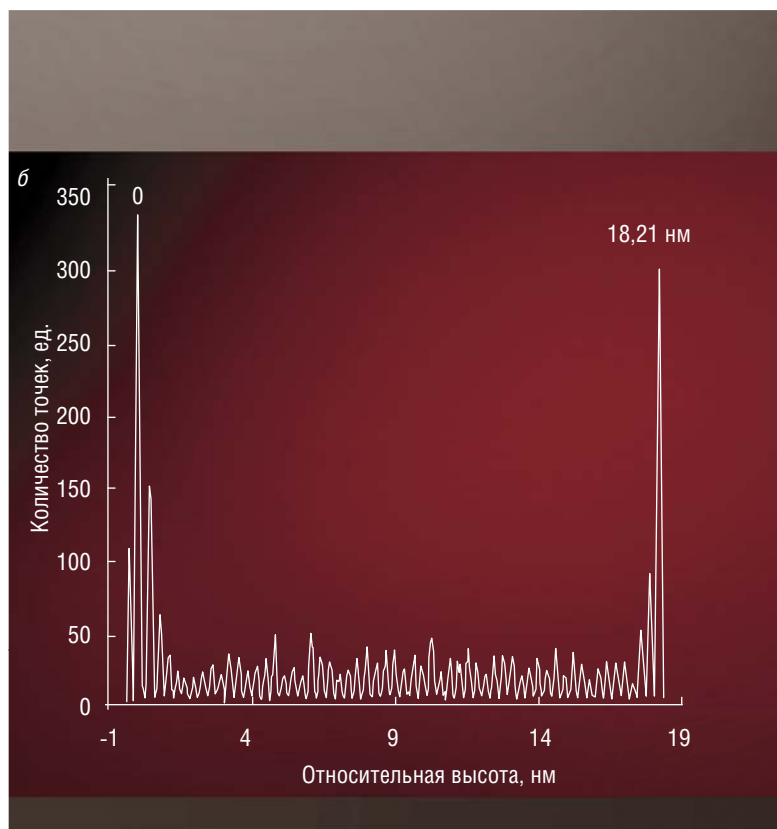 б
350
0
18,21 нм
300
250
200
150
100
50
0
Количество точек, ед.
-1 4 9 14 19
Относительная высота, нм